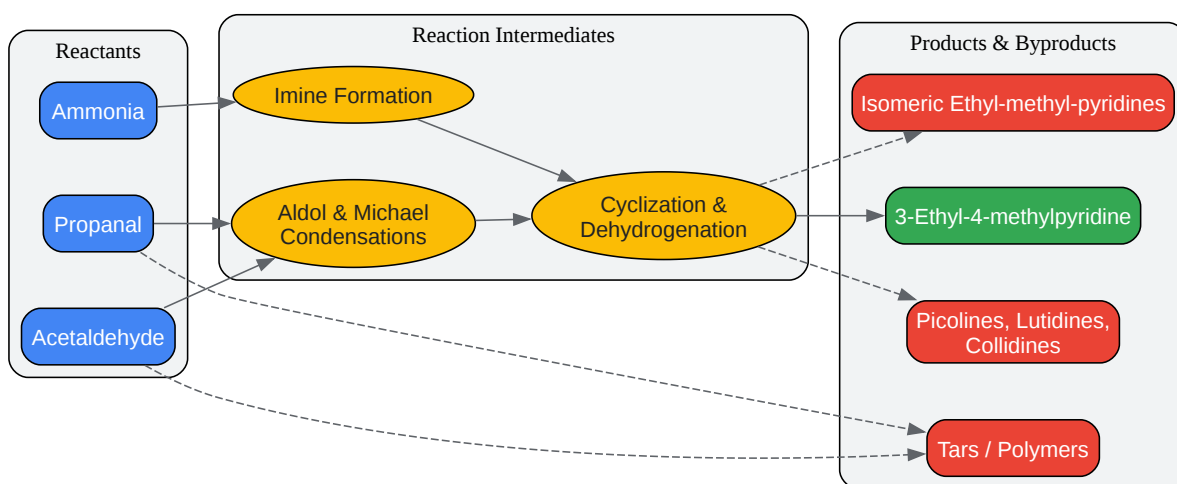 Reactants
Ammonia
Propanal
Acetaldehyde
Reaction Intermediates
Imine Formation
Aldol & Michael
Condensations
Cyclization &
Dehydrogenation
Products & Byproducts
Isomeric Ethyl-methyl-pyridines
3-Ethyl-4-methylpyridine
Picolines, Lutidines,
Collidines
Tars / Polymers